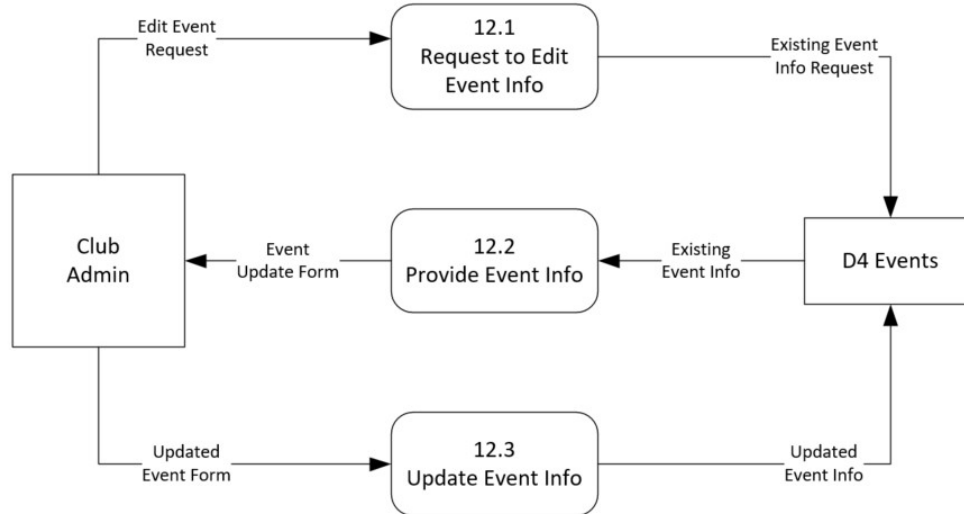 Edit Event
Request
12.1
Request to Edit
Event Info
Existing Event
Info Request
Club
Admin
Event
Update Form
12.2
Provide Event Info
Existing
Event Info
D4 Events
Updated
Event Form
12.3
Update Event Info
Updated
Event Info